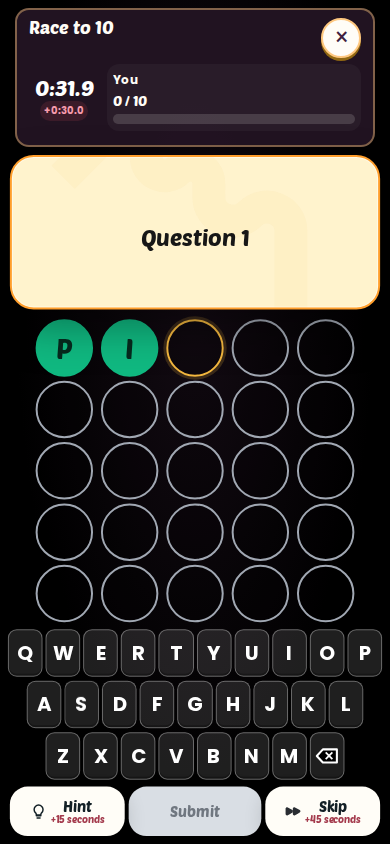 Race to 10
×
0:31.9
+0:30.0
You
0 / 10
Question 1
P I
Q W E R T Y U I O P
A S D F G H J K L
Z X C V B N M
Hint
+15 seconds
Submit
Skip
+45 seconds